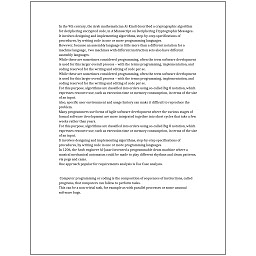 In the 9th century, the Arab mathematician Al-Kindi described a cryptographic algorithm
for deciphering encrypted code, in A Manuscript on Deciphering Cryptographic Messages.
It involves designing and implementing algorithms, step-by-step specifications of
procedures, by writing code in one or more programming languages.
However, because an assembly language is little more than a different notation for a
machine language, two machines with different instruction sets also have different
assembly languages.
While these are sometimes considered programming, often the term software development
is used for this larger overall process – with the terms programming, implementation, and
coding reserved for the writing and editing of code per se.
While these are sometimes considered programming, often the term software development
is used for this larger overall process – with the terms programming, implementation, and
coding reserved for the writing and editing of code per se.
For this purpose, algorithms are classified into orders using so-called Big O notation, which
expresses resource use, such as execution time or memory consumption, in terms of the size
of an input.
Also, specific user environment and usage history can make it difficult to reproduce the
problem.
Many programmers use forms of Agile software development where the various stages of
formal software development are more integrated together into short cycles that take a few
weeks rather than years.
For this purpose, algorithms are classified into orders using so-called Big O notation, which
expresses resource use, such as execution time or memory consumption, in terms of the size
of an input.
It involves designing and implementing algorithms, step-by-step specifications of
procedures, by writing code in one or more programming languages.
In 1206, the Arab engineer Al-Jazari invented a programmable drum machine where a
musical mechanical automaton could be made to play different rhythms and drum patterns,
via pegs and cams.
One approach popular for requirements analysis is Use Case analysis.
Computer programming or coding is the composition of sequences of instructions, called
programs, that computers can follow to perform tasks.
This can be a non-trivial task, for example as with parallel processes or some unusual
software bugs.